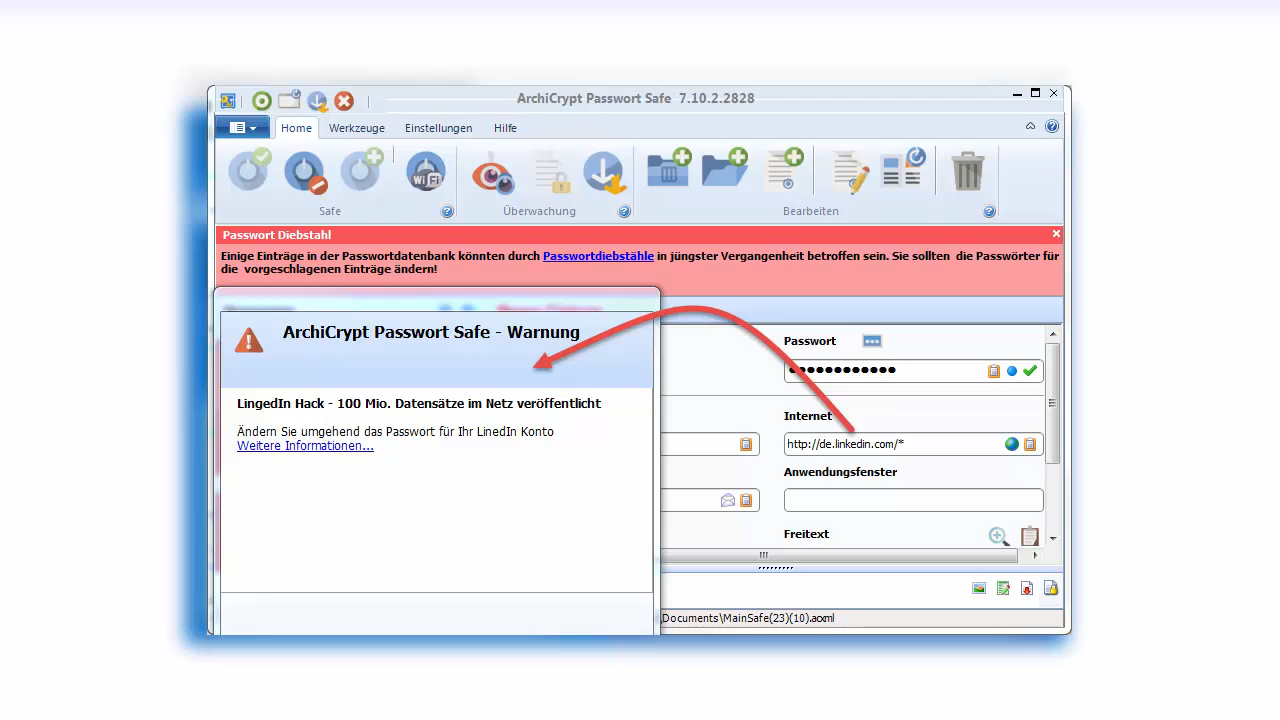 ArchiCrypt Passwort Safe 7.10.2.2828
Home Werkzeuge Einstellungen Hilfe
WiFi
Safe Überwachung Bearbeiten
Passwort Diebstahl
Einige Einträge in der Passwortdatenbank könnten durch Passwortdiebstähle in jüngster Vergangenheit betroffen sein. Sie sollten die Passwörter für
die vorgeschlagenen Einträge ändern!
ArchiCrypt Passwort Safe - Warnung
LingedIn Hack - 100 Mio. Datensätze im Netz veröffentlicht
Ändern Sie umgehend das Passwort für Ihr LinedIn Konto
Weitere Informationen...
Passwort
Internet
http://de.linkedin.com/*
Anwendungsfenster
Freitext
\Documents\MainSafe(23)(10).acxml